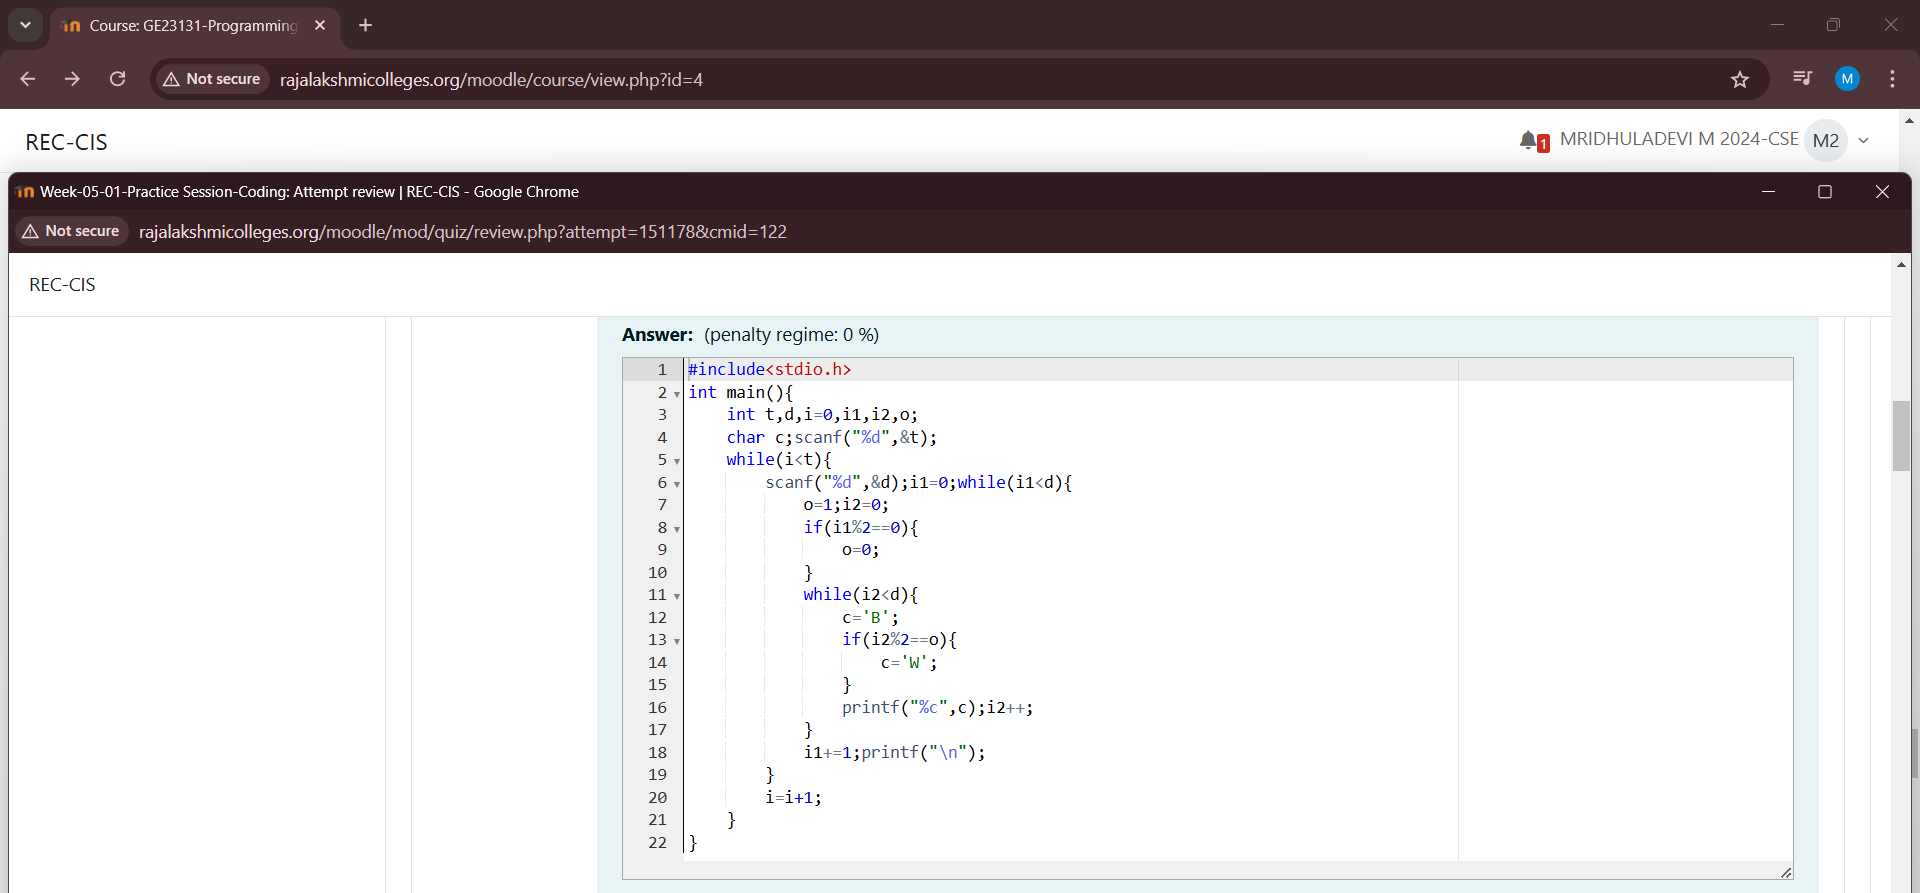 Course: GE23131-Programming
Not secure rajalakshmicolleges.org/moodle/course/view.php?id=4 M
REC-CIS 1 MRIDHULADEVI M 2024-CSE M2
Week-05-01-Practice Session-Coding: Attempt review | REC-CIS - Google Chrome
Not secure rajalakshmicolleges.org/moodle/mod/quiz/review.php?attempt=151178&cmid=122
REC-CIS
Answer: (penalty regime: 0 %)
1 #include<stdio.h>
2 int main(){
3     int t,d,i=0,i1,i2,o;
4     char c;scanf("%d",&t);
5     while(i<t){
6         scanf("%d",&d);i1=0;while(i1<d){
7             o=1;i2=0;
8             if(i1%2==0){
9                 o=0;
10             }
11             while(i2<d){
12                 c='B';
13                 if(i2%2==o){
14                     c='W';
15                 }
16                 printf("%c",c);i2++;
17             }
18             i1+=1;printf("\n");
19         }
20         i=i+1;
21     }
22 }